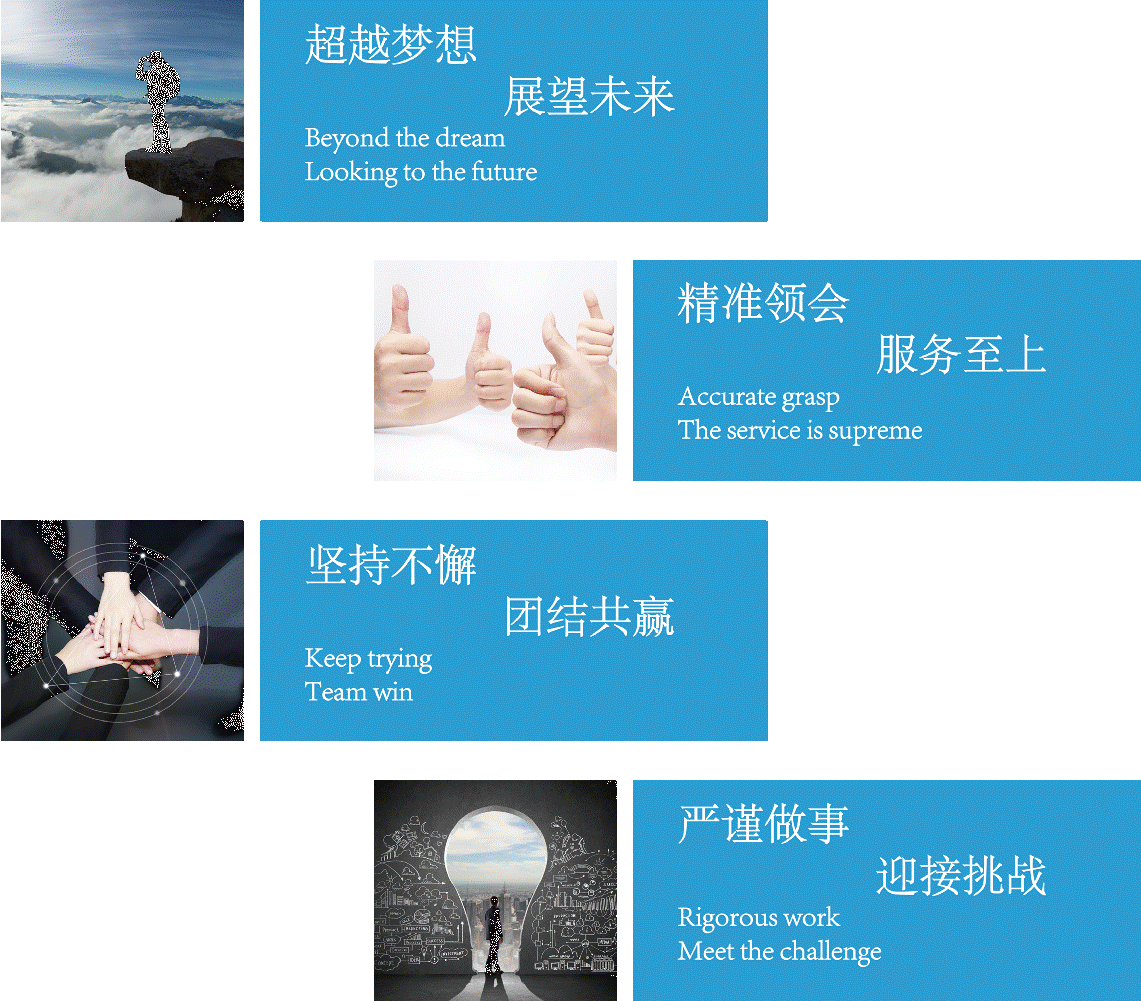 超越梦想
展望未来
Beyond the dream
Looking to the future
精准领会
服务至上
Accurate grasp
The service is supreme
坚持不懈
团结共赢
Keep trying
Team win
严谨做事
迎接挑战
Rigorous work
Meet the challenge